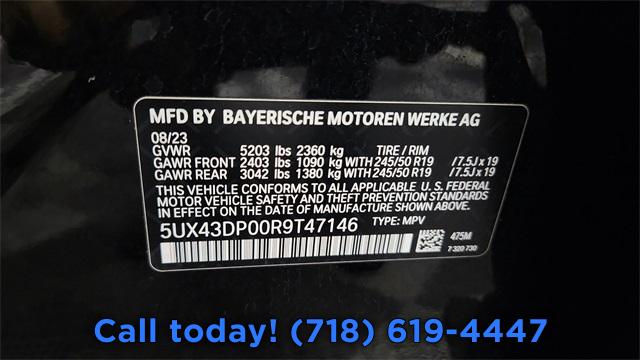 MFD BY BAYERISCHE MOTOREN WERKE AG
08/23
GVWR 5203 lbs 2360 kg TIRE / RIM
GAWR FRONT 2403 lbs 1090 kg WITH 245/50 R19 / 7.5J x 19
GAWR REAR 3042 lbs 1380 kg WITH 245/50 R19 / 7.5J x 19
THIS VEHICLE CONFORMS TO ALL APPLICABLE U. S. FEDERAL
MOTOR VEHICLE SAFETY AND THEFT PREVENTION STANDARDS
IN EFFECT ON THE DATE OF MANUFACTURE SHOWN ABOVE.
5UX43DP00R9T47146 TYPE: MPV
475M
7 320 730
Call today! (718) 619-4447